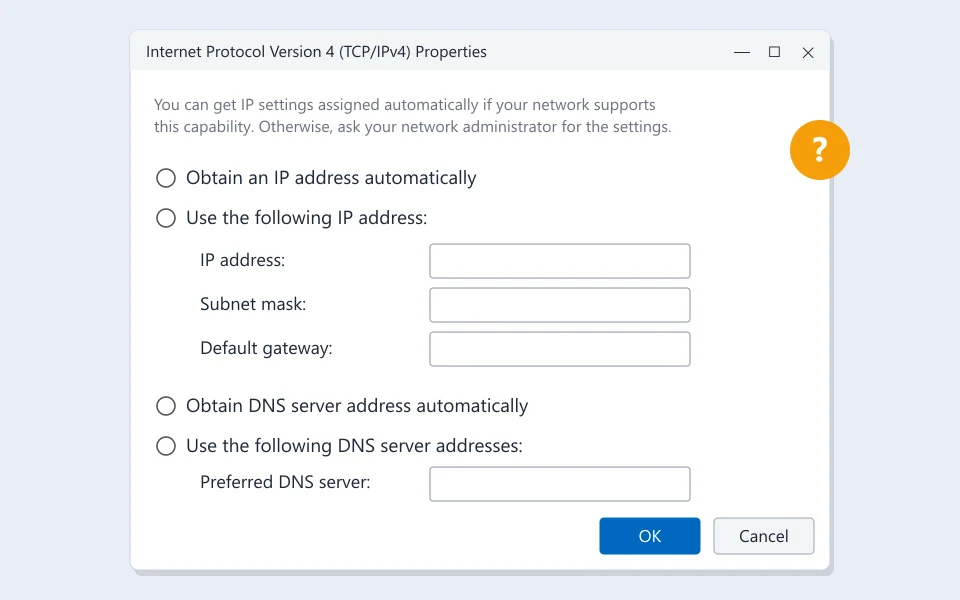 Internet Protocol Version 4 (TCP/IPv4) Properties
You can get IP settings assigned automatically if your network supports
this capability. Otherwise, ask your network administrator for the settings.
?
Obtain an IP address automatically
Use the following IP address:
IP address:
Subnet mask:
Default gateway:
Obtain DNS server address automatically
Use the following DNS server addresses:
Preferred DNS server:
OK
Cancel